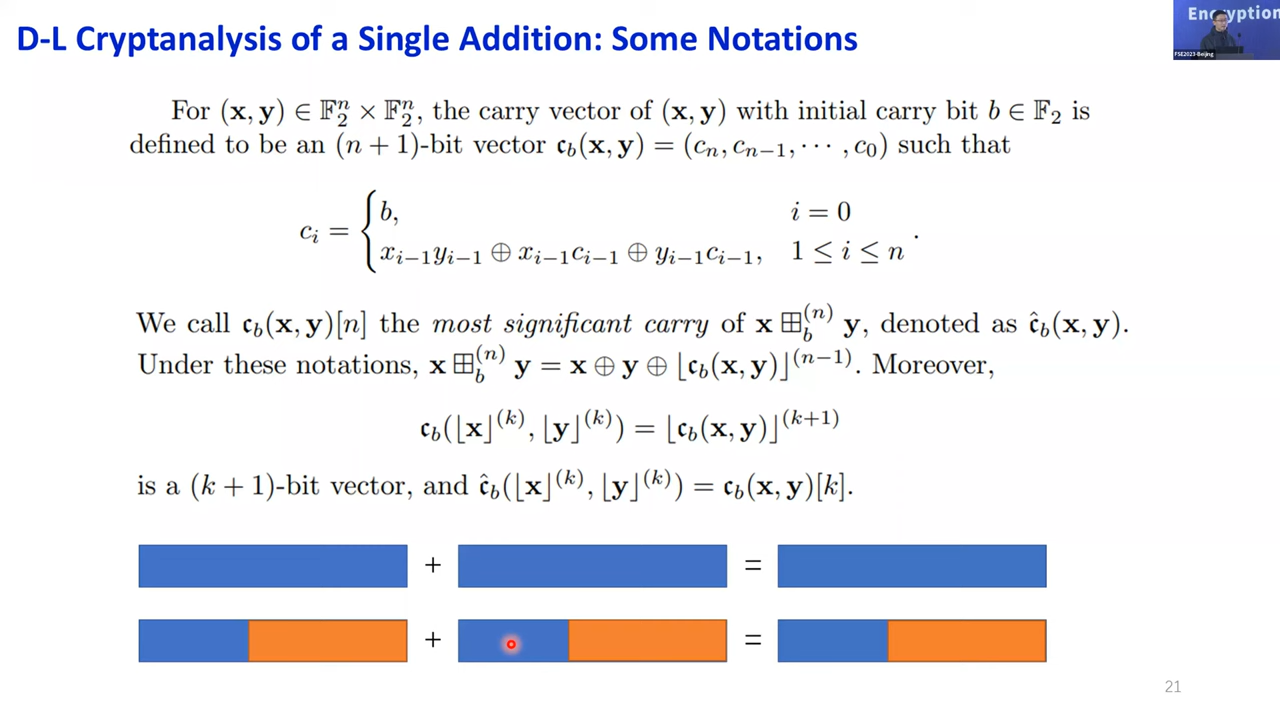 D-L Cryptanalysis of a Single Addition: Some Notations
Encryption
FSE2023-Beijing
For (𝐱, 𝐲) ∈ 𝔽₂ⁿ × 𝔽₂ⁿ, the carry vector of (𝐱, 𝐲) with initial carry bit b ∈ 𝔽₂ is
defined to be an (n + 1)-bit vector 𝔠_b(𝐱, 𝐲) = (c_n, c_{n−1}, ⋯ , c_0) such that
c_i = { b, i = 0
x_{i−1}y_{i−1} ⊕ x_{i−1}c_{i−1} ⊕ y_{i−1}c_{i−1}, 1 ≤ i ≤ n .
We call 𝔠_b(𝐱, 𝐲)[n] the most significant carry of 𝐱 ⊞_b^{(n)} 𝐲, denoted as 𝔠̂_b(𝐱, 𝐲).
Under these notations, 𝐱 ⊞_b^{(n)} 𝐲 = 𝐱 ⊕ 𝐲 ⊕ ⌊𝔠_b(𝐱, 𝐲)⌋^{(n−1)}. Moreover,
𝔠_b(⌊𝐱⌋^{(k)}, ⌊𝐲⌋^{(k)}) = ⌊𝔠_b(𝐱, 𝐲)⌋^{(k+1)}
is a (k + 1)-bit vector, and 𝔠̂_b(⌊𝐱⌋^{(k)}, ⌊𝐲⌋^{(k)}) = 𝔠_b(𝐱, 𝐲)[k].
+ =
+ =
21